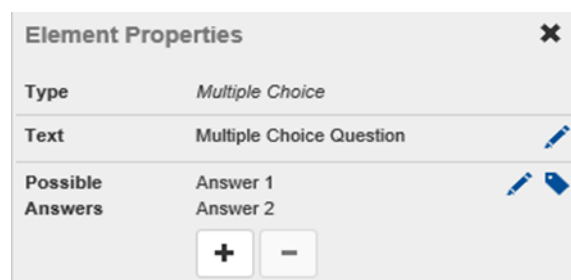 Element Properties
Type Multiple Choice
Text Multiple Choice Question
Possible Answers Answer 1
Answer 2
+ −